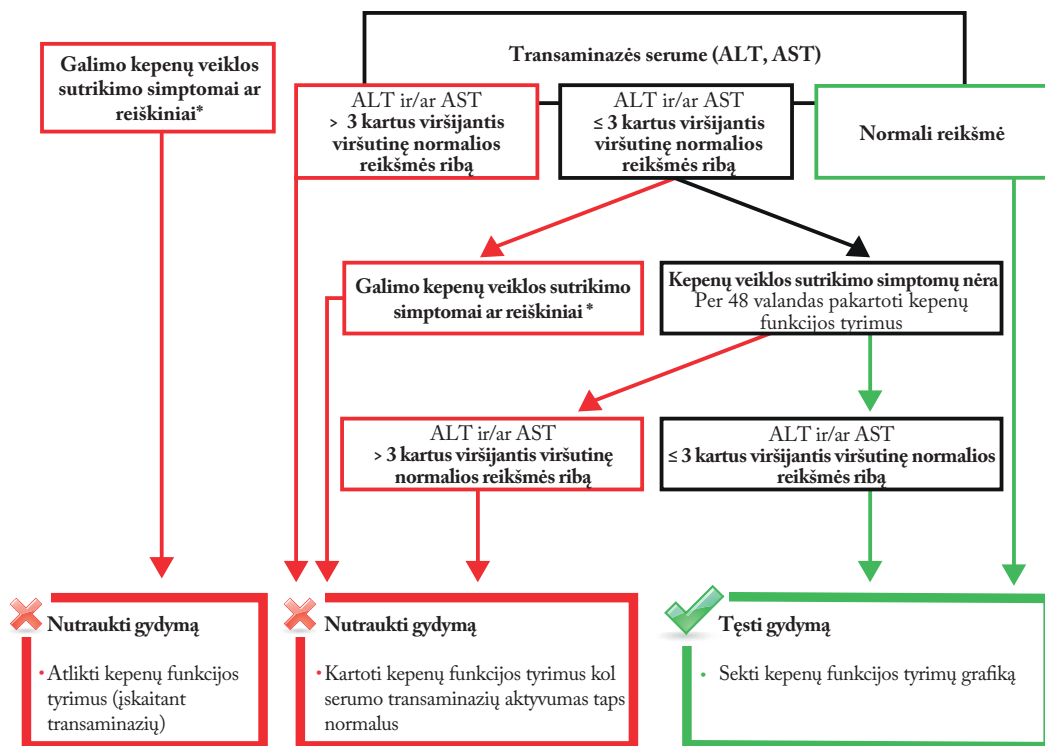 Transaminazės serume (ALT, AST)
Galimo kepenų veiklos
sutrikimo simptomai ar
reiškiniai*
ALT ir/ar AST
> 3 kartus viršijantis
viršutinę normalios
reikšmės ribą
ALT ir/ar AST
≤ 3 kartus viršijantis
viršutinę normalios
reikšmės ribą
Normali reikšmė
Galimo kepenų veiklos sutrikimo
simptomai ar reiškiniai *
Kepenų veiklos sutrikimo simptomų nėra
Per 48 valandas pakartoti kepenų
funkcijos tyrimus
ALT ir/ar AST
> 3 kartus viršijantis viršutinę
normalios reikšmės ribą
ALT ir/ar AST
≤ 3 kartus viršijantis viršutinę normalios
reikšmės ribą
Nutraukti gydymą
• Atlikti kepenų funkcijos
tyrimus (įskaitant
transaminazių)
Nutraukti gydymą
• Kartoti kepenų funkcijos tyrimus kol
serumo transaminazių aktyvumas taps
normalus
Tęsti gydymą
• Sekti kepenų funkcijos tyrimų grafiką